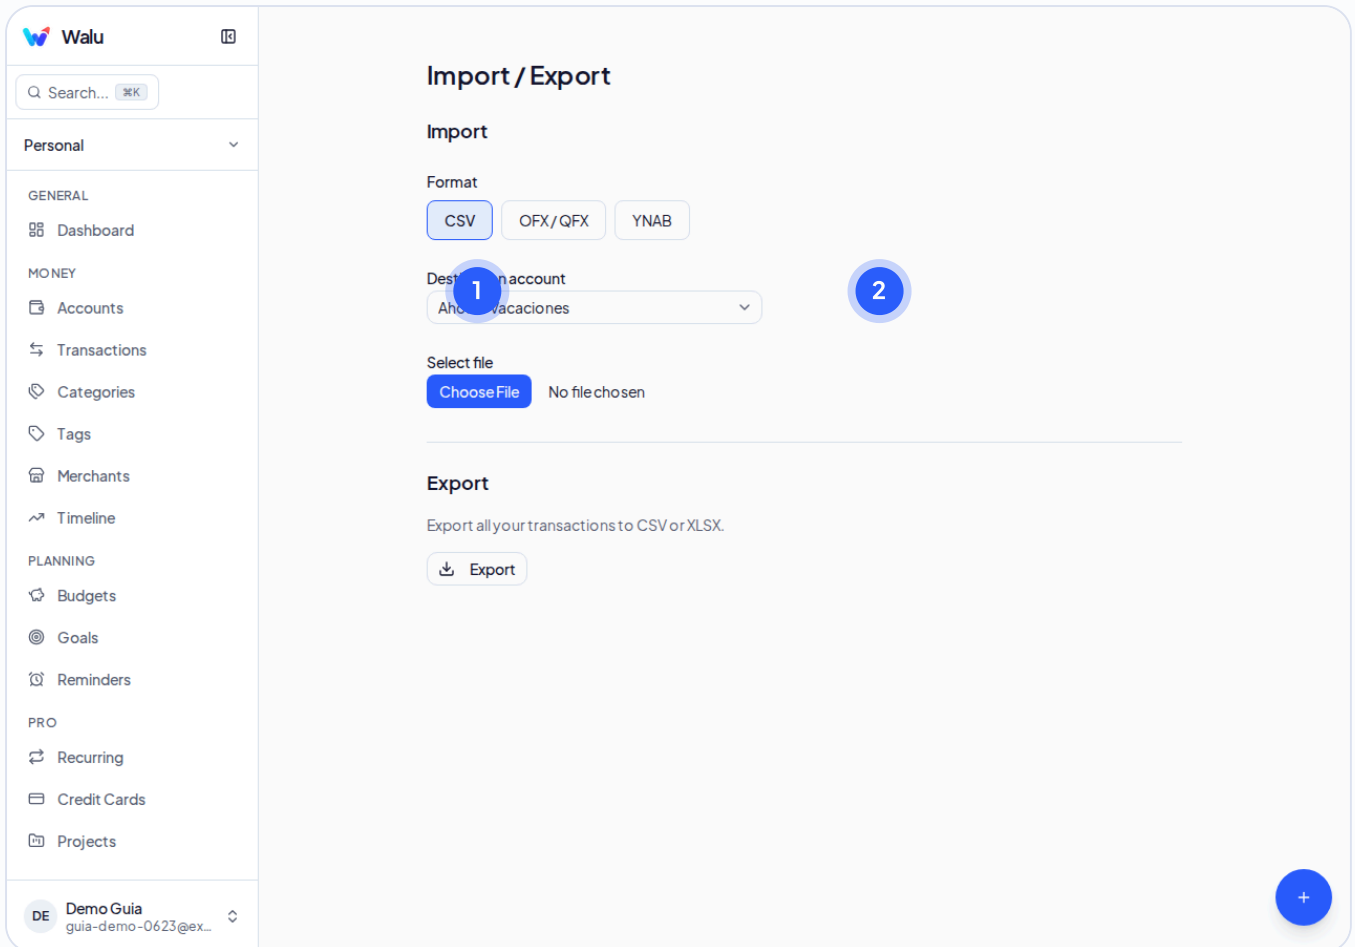 Walu
Search... ⌘K
Personal
GENERAL
Dashboard
MONEY
Accounts
Transactions
Categories
Tags
Merchants
Timeline
PLANNING
Budgets
Goals
Reminders
PRO
Recurring
Credit Cards
Projects
DE
Demo Guia
guia-demo-0623@ex...
Import / Export
Import
Format
CSV OFX / QFX YNAB
account
1
2
vacaciones
Select file
Choose File No file chosen
Export
Export all your transactions to CSV or XLSX.
Export
+